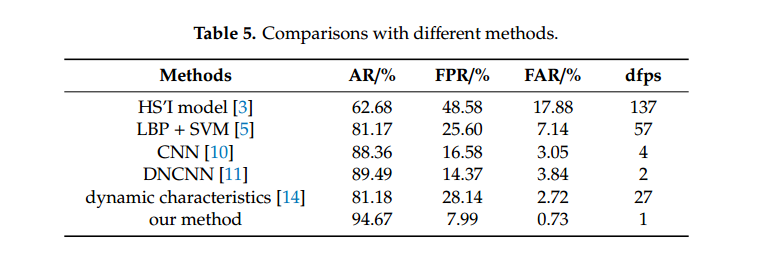 Table 5. Comparisons with different methods.
Methods AR/% FPR/% FAR/% dfps
HS'I model [3] 62.68 48.58 17.88 137
LBP + SVM [5] 81.17 25.60 7.14 57
CNN [10] 88.36 16.58 3.05 4
DNCNN [11] 89.49 14.37 3.84 2
dynamic characteristics [14] 81.18 28.14 2.72 27
our method 94.67 7.99 0.73 1